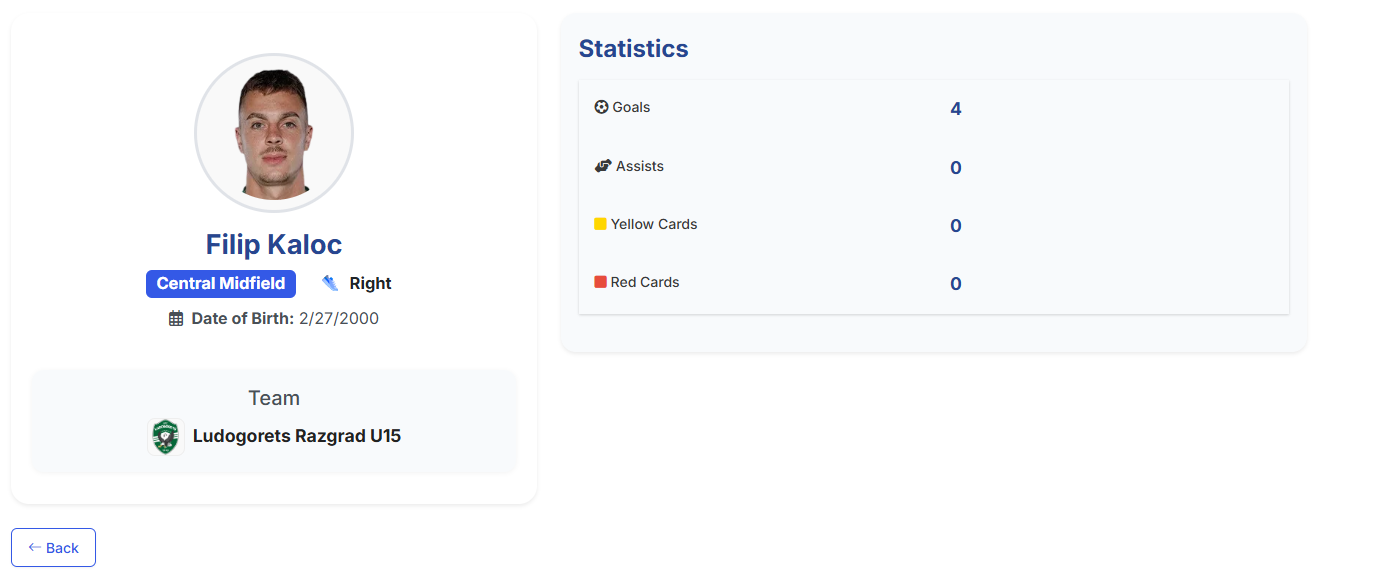 Filip Kaloc
Central Midfield Right
Date of Birth: 2/27/2000
Team
Ludogorets Razgrad U15
← Back
Statistics
Goals 4
Assists 0
Yellow Cards 0
Red Cards 0